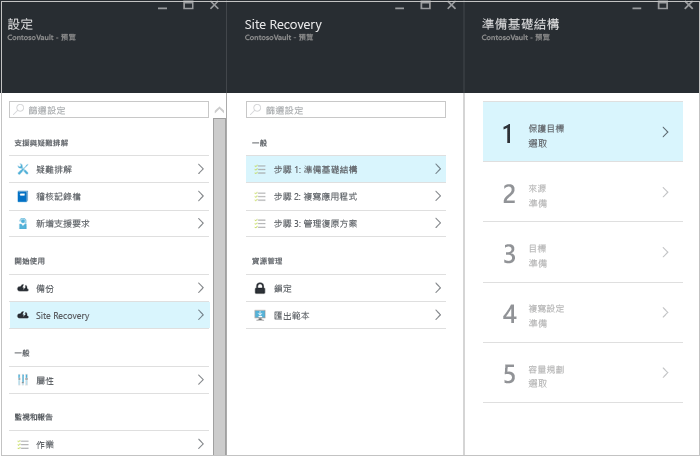 設定
ContosoVault - 預覽
篩選設定
支援與疑難排解
疑難排解
稽核記錄檔
新增支援要求
開始使用
備份
Site Recovery
一般
屬性
監視和報告
作業
Site Recovery
ContosoVault - 預覽
篩選設定
一般
步驟 1: 準備基礎結構
步驟 2: 複寫應用程式
步驟 3: 管理復原方案
資源管理
鎖定
匯出範本
準備基礎結構
ContosoVault - 預覽
1
保護目標
選取
2
來源
準備
3
目標
準備
4
複寫設定
準備
5
容量規劃
選取